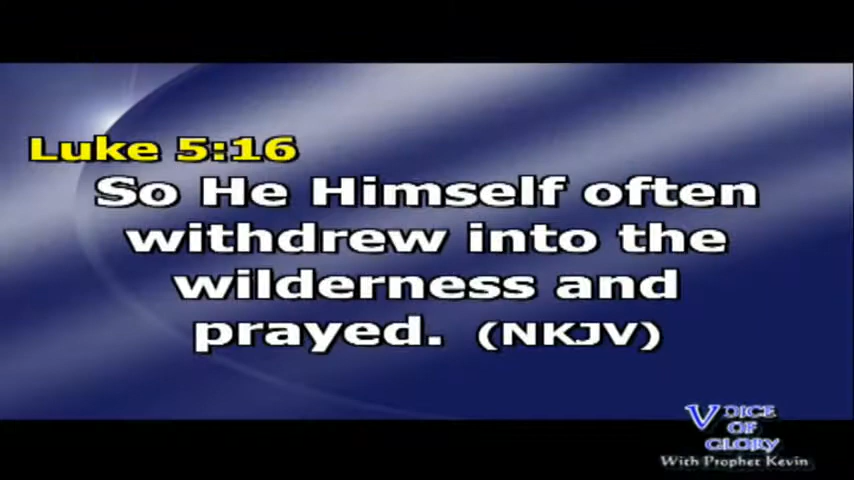 Luke 5:16
So He Himself often
withdrew into the
wilderness and
prayed. (NKJV)
VOICE
OF
GLORY
With Prophet Kevin